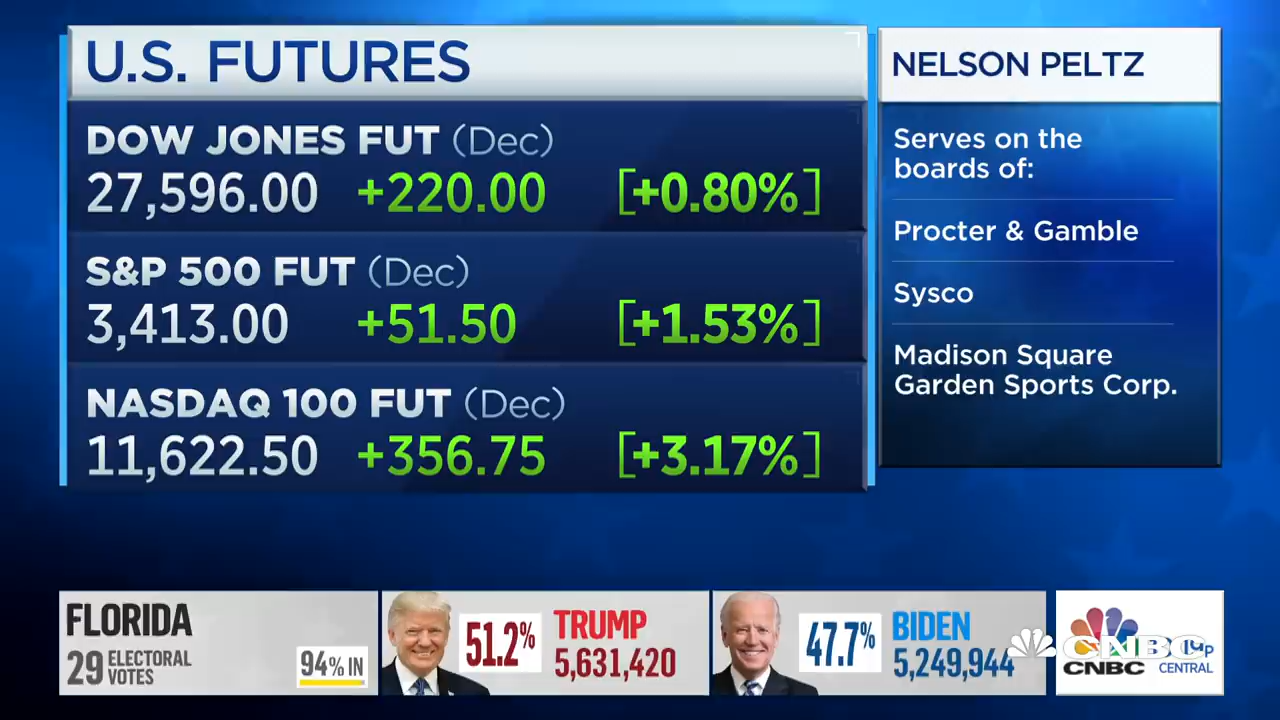 U.S. FUTURES
DOW JONES FUT (Dec)
27,596.00 +220.00 [+0.80%]
S&P 500 FUT (Dec)
3,413.00 +51.50 [+1.53%]
NASDAQ 100 FUT (Dec)
11,622.50 +356.75 [+3.17%]
NELSON PELTZ
Serves on the
boards of:
Procter & Gamble
Sysco
Madison Square
Garden Sports Corp.
FLORIDA
29 ELECTORAL
VOTES
94% IN
51.2% TRUMP
5,631,420
47.7% BIDEN
5,249,944
CNBC
CNBC
CENTRAL